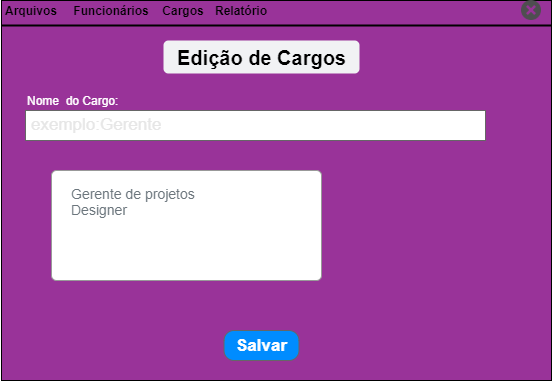 Arquivos Funcionários Cargos Relatório
Edição de Cargos
Nome do Cargo:
exemplo:Gerente
Gerente de projetos
Designer
Salvar